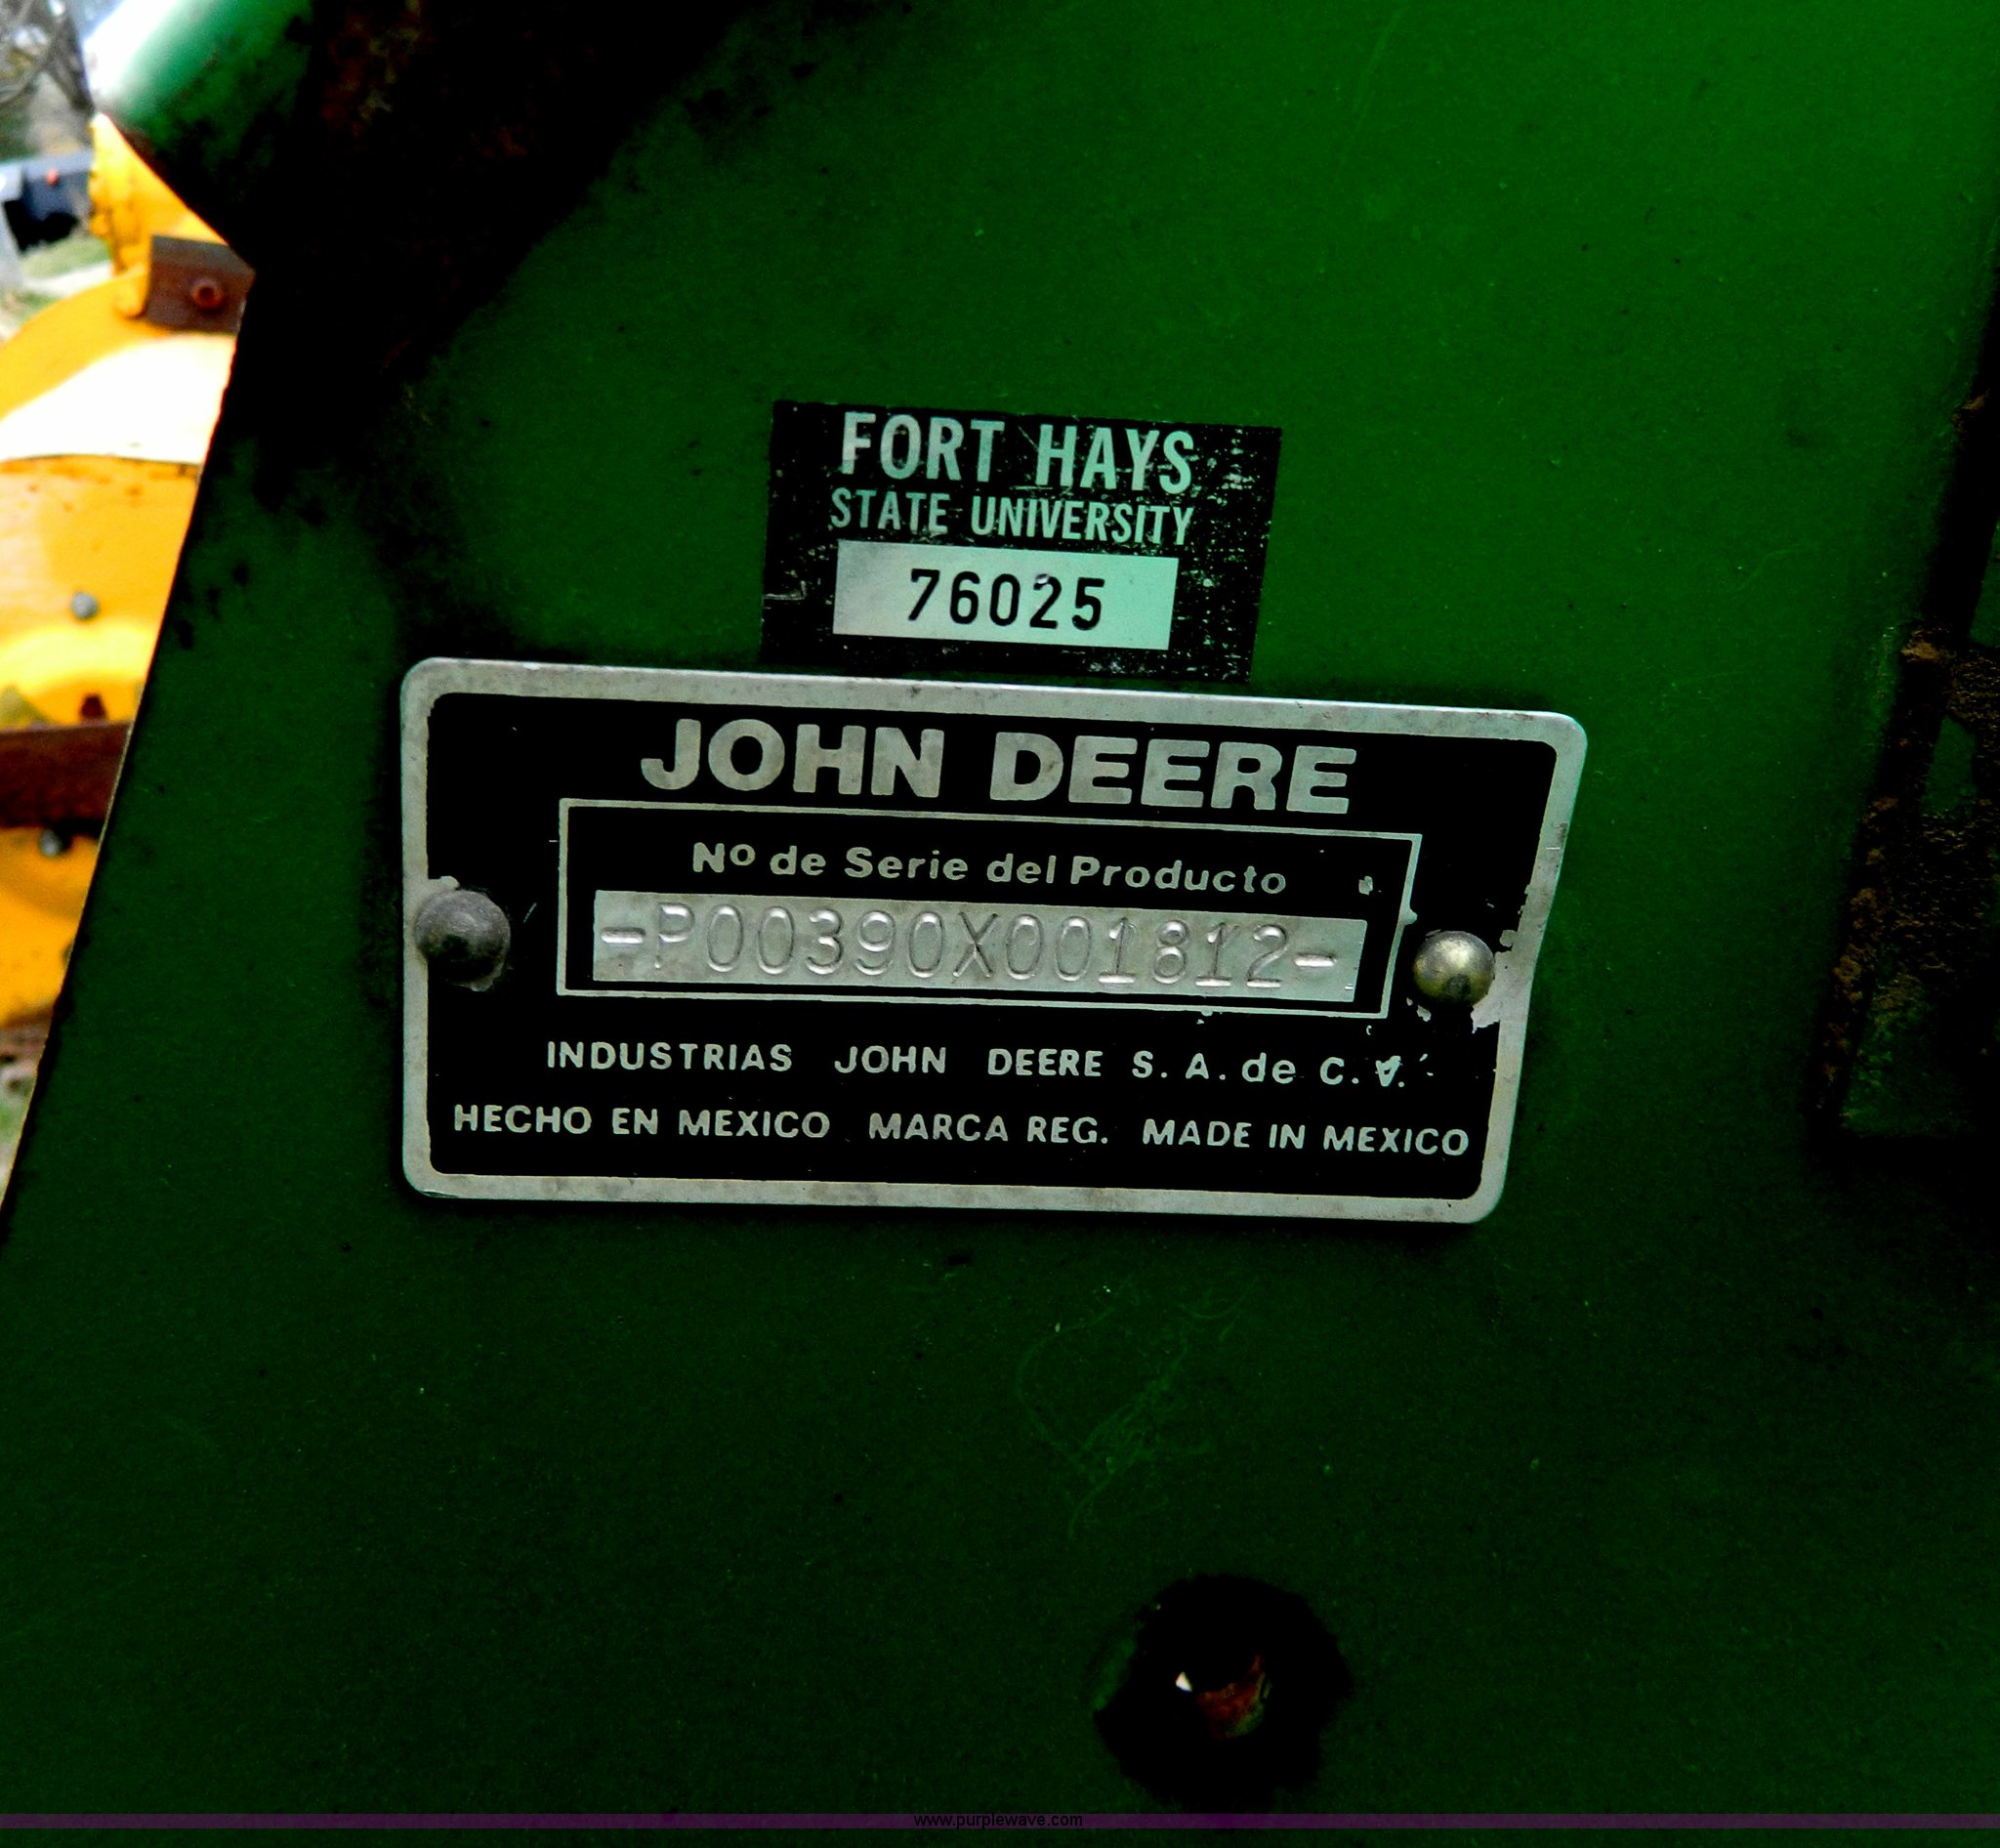 FORT HAYS
STATE UNIVERSITY
76025
JOHN DEERE
Nº de Serie del Producto
-P00390X001812-
INDUSTRIAS JOHN DEERE S. A. de C. V.
HECHO EN MEXICO MARCA REG. MADE IN MEXICO
www.purplewave.com